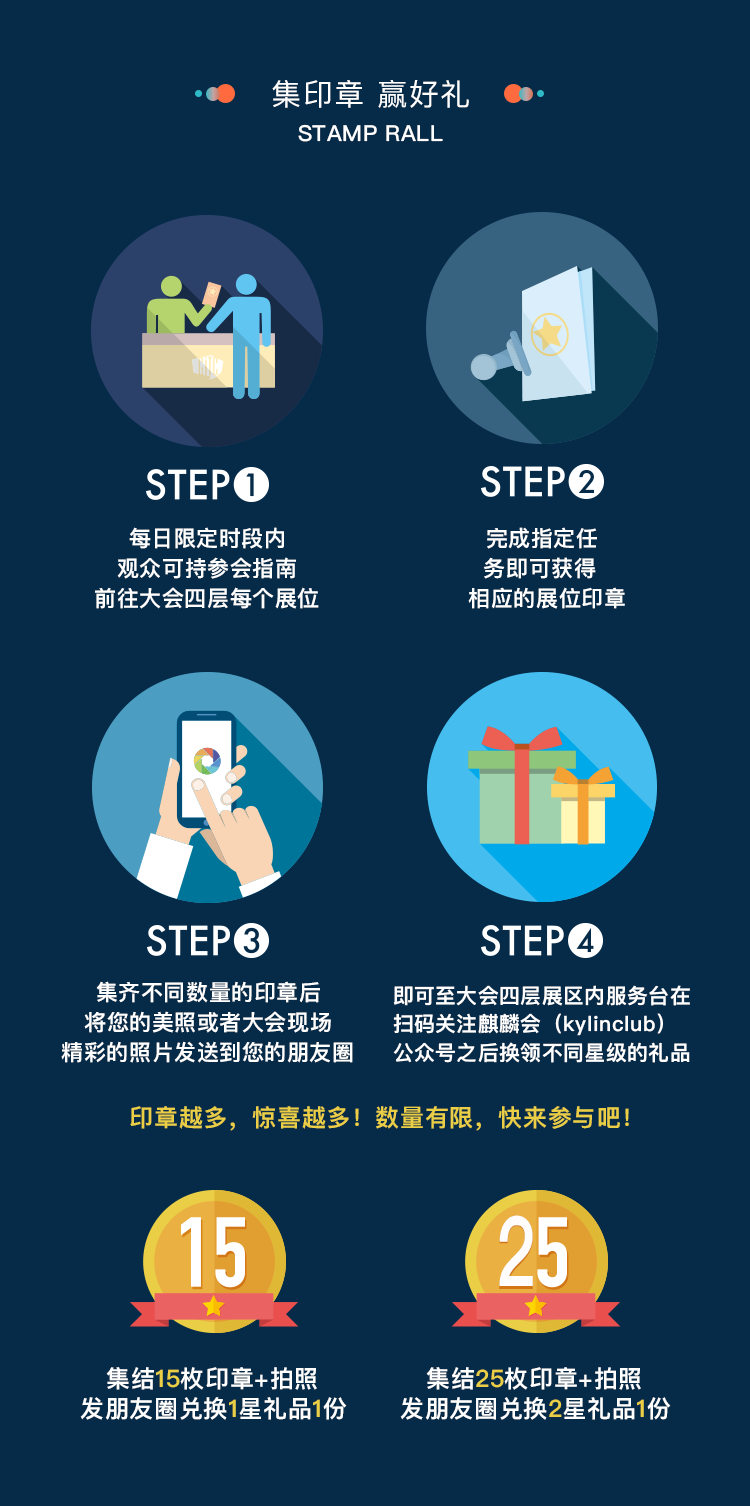 集印章 赢好礼
STAMP RALL
STEP1
每日限定时段内
观众可持参会指南
前往大会四层每个展位
STEP2
完成指定任
务即可获得
相应的展位印章
STEP3
集齐不同数量的印章后
将您的美照或者大会现场
精彩的照片发送到您的朋友圈
STEP4
即可至大会四层展区内服务台在
扫码关注麒麟会（kylinclub）
公众号之后换领不同星级的礼品
印章越多，惊喜越多！数量有限，快来参与吧！
15
集结15枚印章+拍照
发朋友圈兑换1星礼品1份
25
集结25枚印章+拍照
发朋友圈兑换2星礼品1份